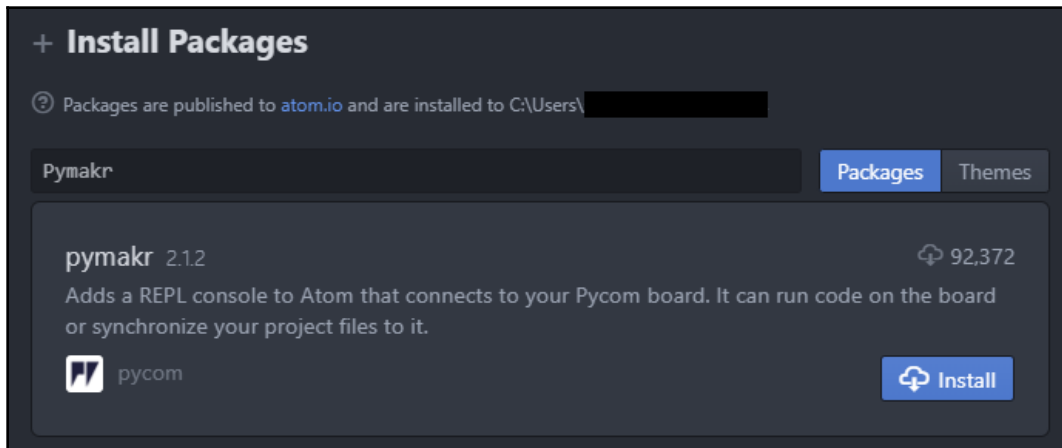 + Install Packages
? Packages are published to atom.io and are installed to C:\Users\
Pymakr
Packages Themes
pymakr 2.1.2
92,372
Adds a REPL console to Atom that connects to your Pycom board. It can run code on the board
or synchronize your project files to it.
pycom
Install